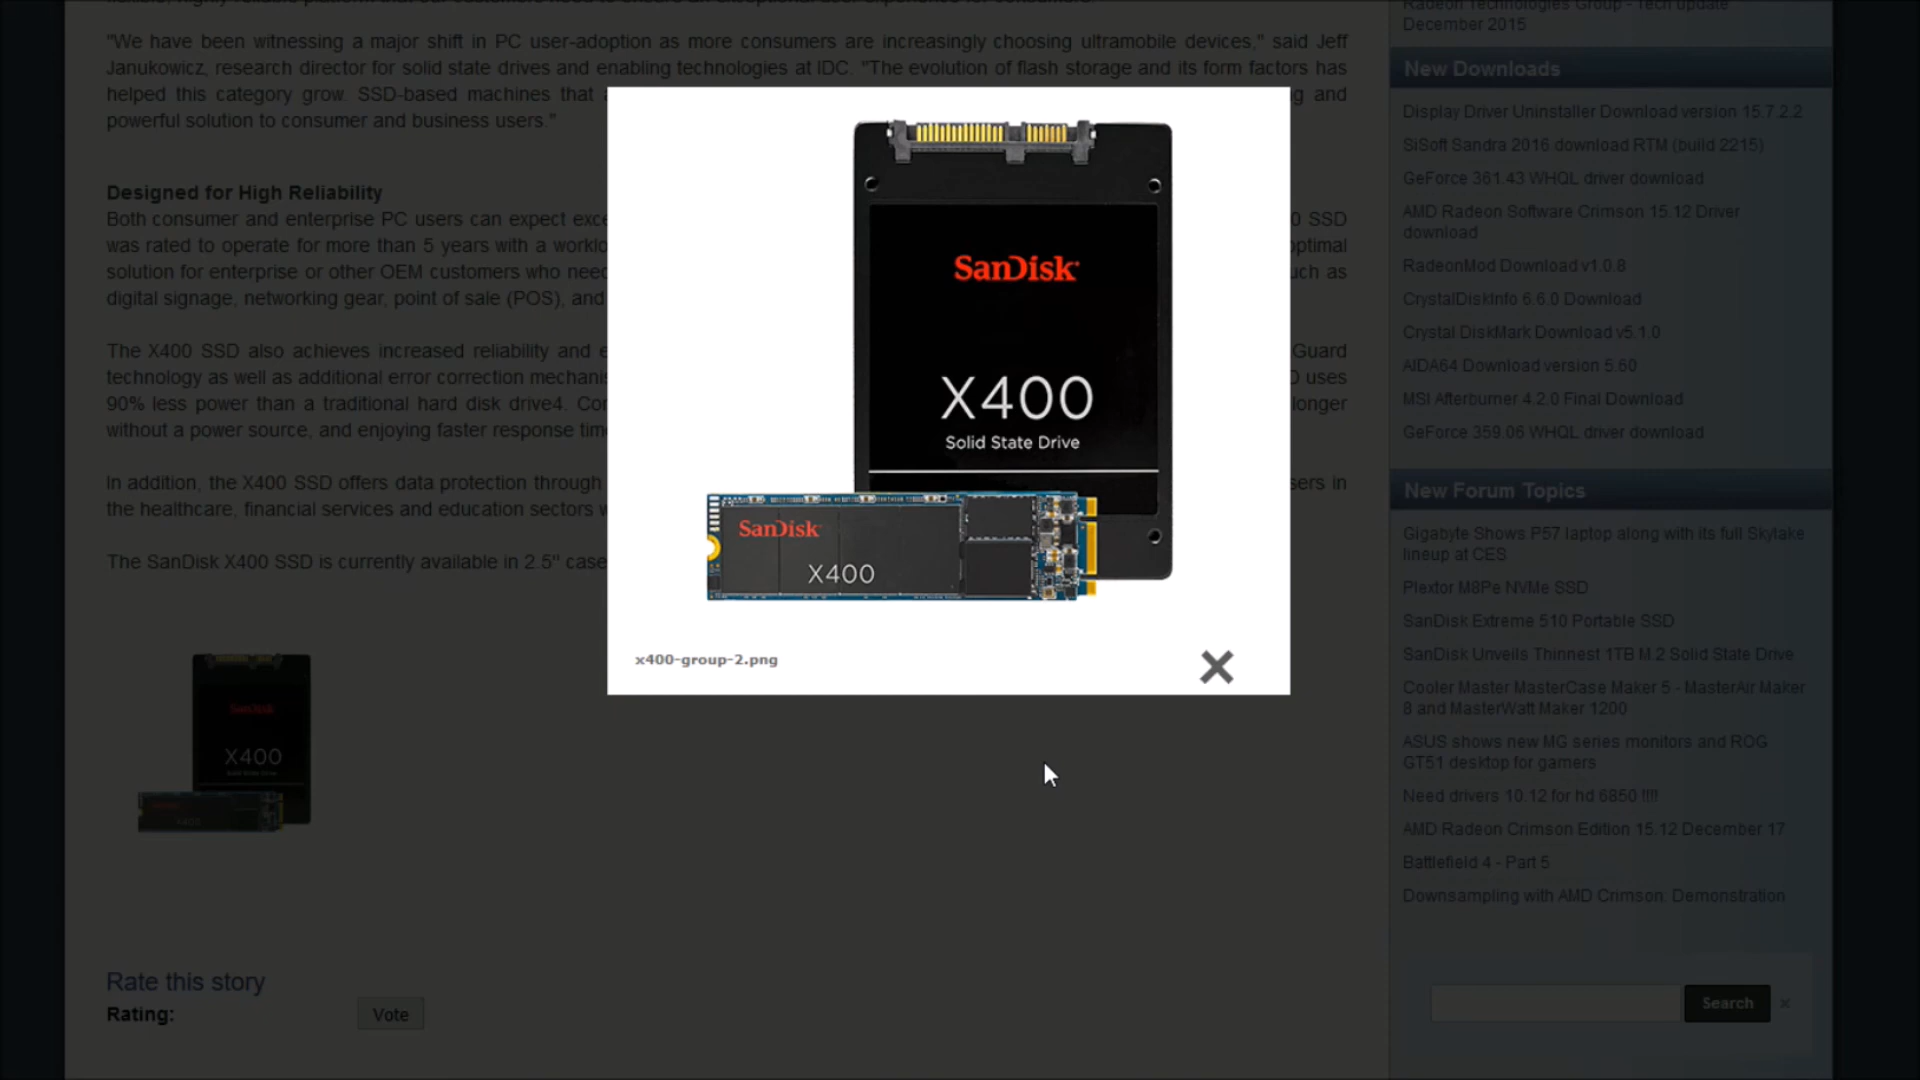 "We have been witnessing a major shift in PC user-adoption as more consumers are increasingly choosing ultramobile devices," said Jeff
Janukowicz, research director for solid state drives and enabling technologies at IDC. "The evolution of flash storage and its form factors has
helped this category grow. SSD-based machines that
g and
powerful solution to consumer and business users."
Designed for High Reliability
Both consumer and enterprise PC users can expect
0 SSD
was rated to operate for more than 5 years with a
optimal
solution for enterprise or other OEM customers who
such as
digital signage, networking gear, point of sale (POS), and
The X400 SSD also achieves increased reliability and
Guard
technology as well as additional error correction
D uses
90% less power than a traditional hard disk drive4.
longer
without a power source, and enjoying faster response
In addition, the X400 SSD offers data protection through
sers in
the healthcare, financial services and education sectors
The SanDisk X400 SSD is currently available in 2.5" case
SanDisk
X400
Solid State Drive
SanDisk
X400
x400-group-2.png
SanDisk
X400
Solid State Drive
X400
Rate this story
Rating:
Vote
Radeon Technologies Group - Tech update
December 2015
New Downloads
Display Driver Uninstaller Download version 15.7.2.2
SiSoft Sandra 2016 download RTM (build 2215)
GeForce 361.43 WHQL driver download
AMD Radeon Software Crimson 15.12 Driver
download
RadeonMod Download v1.0.8
CrystalDiskInfo 6.6.0 Download
Crystal DiskMark Download v5.1.0
AIDA64 Download version 5.60
MSI Afterburner 4.2.0 Final Download
GeForce 359.06 WHQL driver download
New Forum Topics
Gigabyte Shows P57 laptop along with its full Skylake
lineup at CES
Plextor M8Pe NVMe SSD
SanDisk Extreme 510 Portable SSD
SanDisk Unveils Thinnest 1TB M.2 Solid State Drive
Cooler Master MasterCase Maker 5 - MasterAir Maker
8 and MasterWatt Maker 1200
ASUS shows new MG series monitors and ROG
GT51 desktop for gamers
Need drivers 10.12 for hd 6850 !!!!
AMD Radeon Crimson Edition 15.12 December 17
Battlefield 4 - Part 5
Downsampling with AMD Crimson: Demonstration
Search